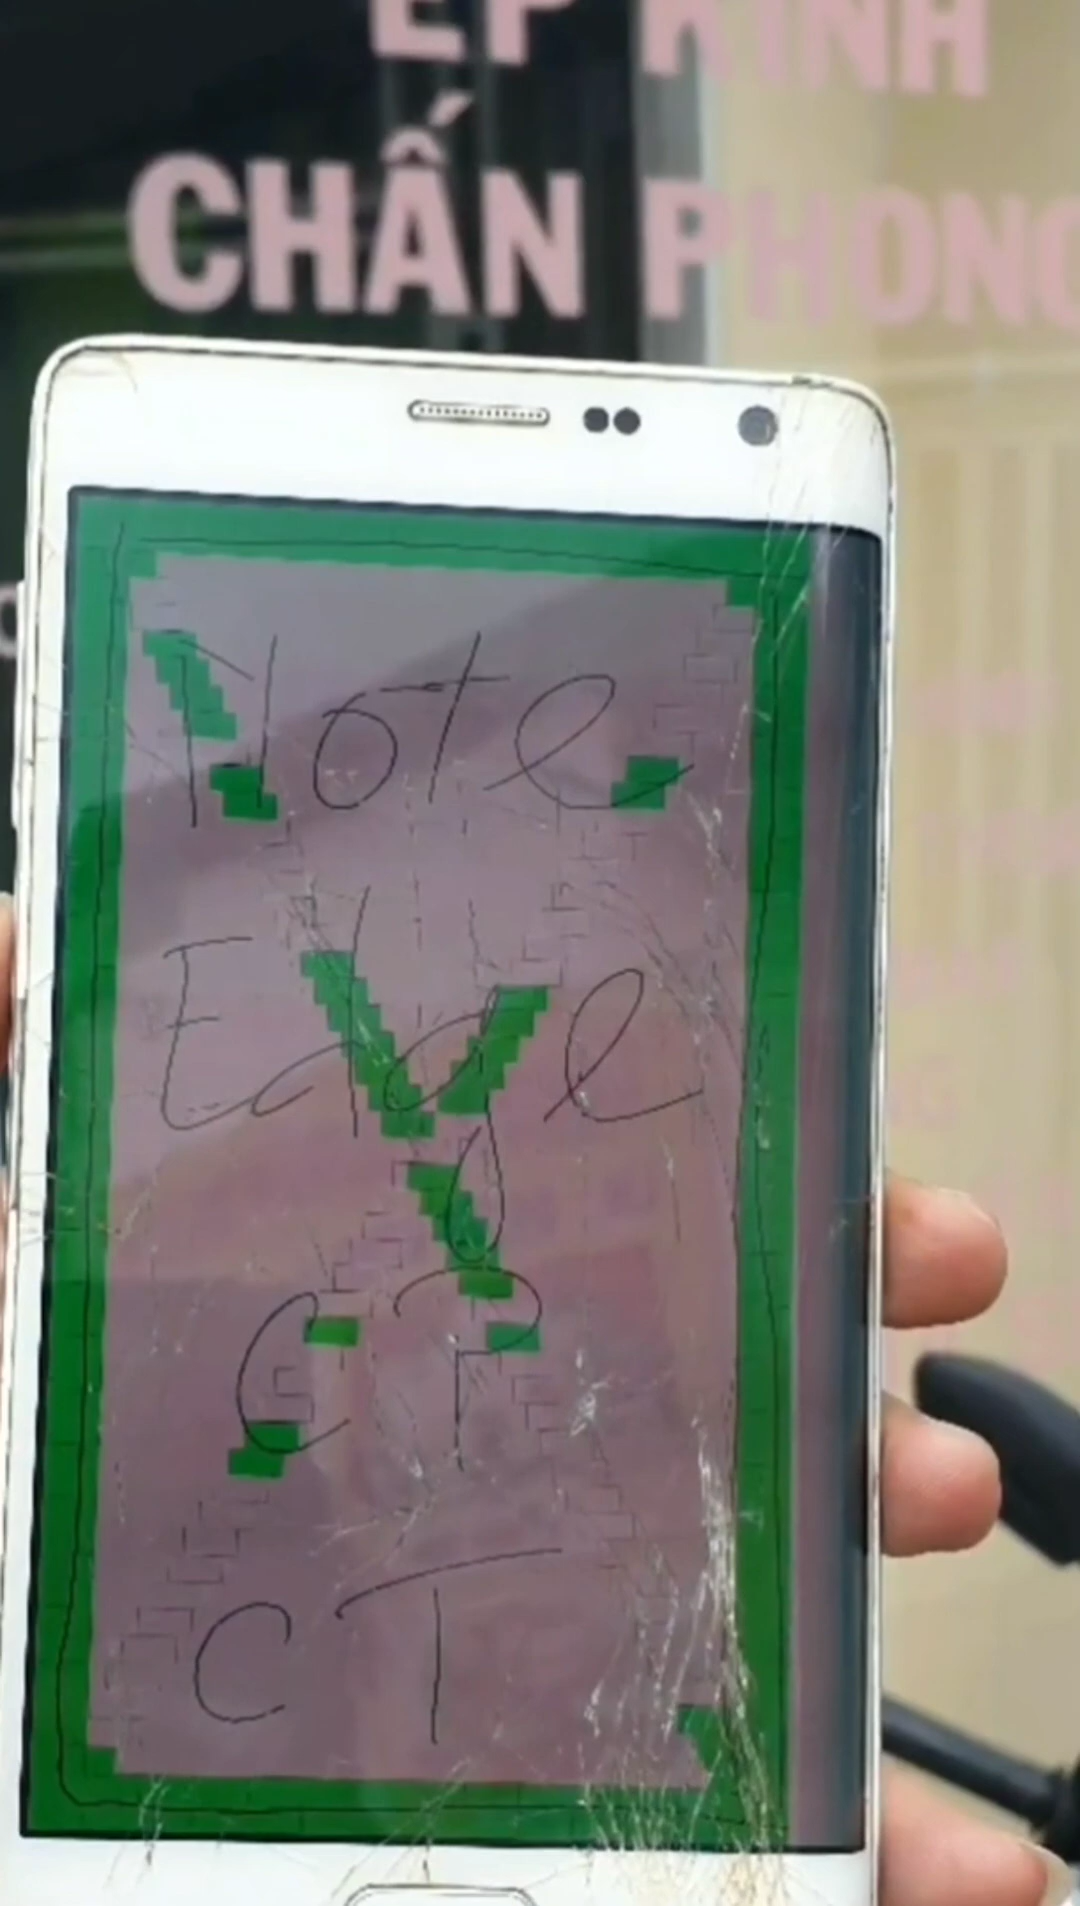 ÉP KÍNH
CHẤN PHONG
Note
Edge
CP
CT